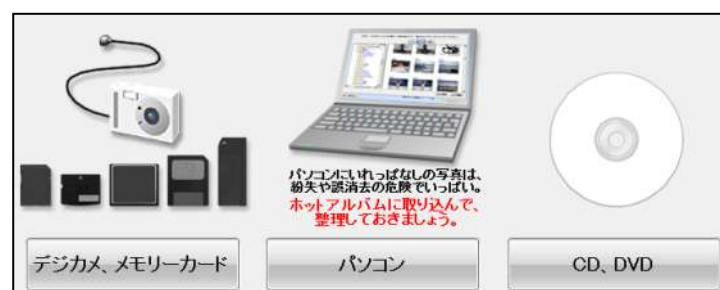 パソコンにいれっぱなしの写真は、
紛失や誤消去の危険でいっぱい。
ホットアルバムに取り込んで、
整理しておきましょう。
デジカメ、メモリーカード
パソコン
CD、DVD